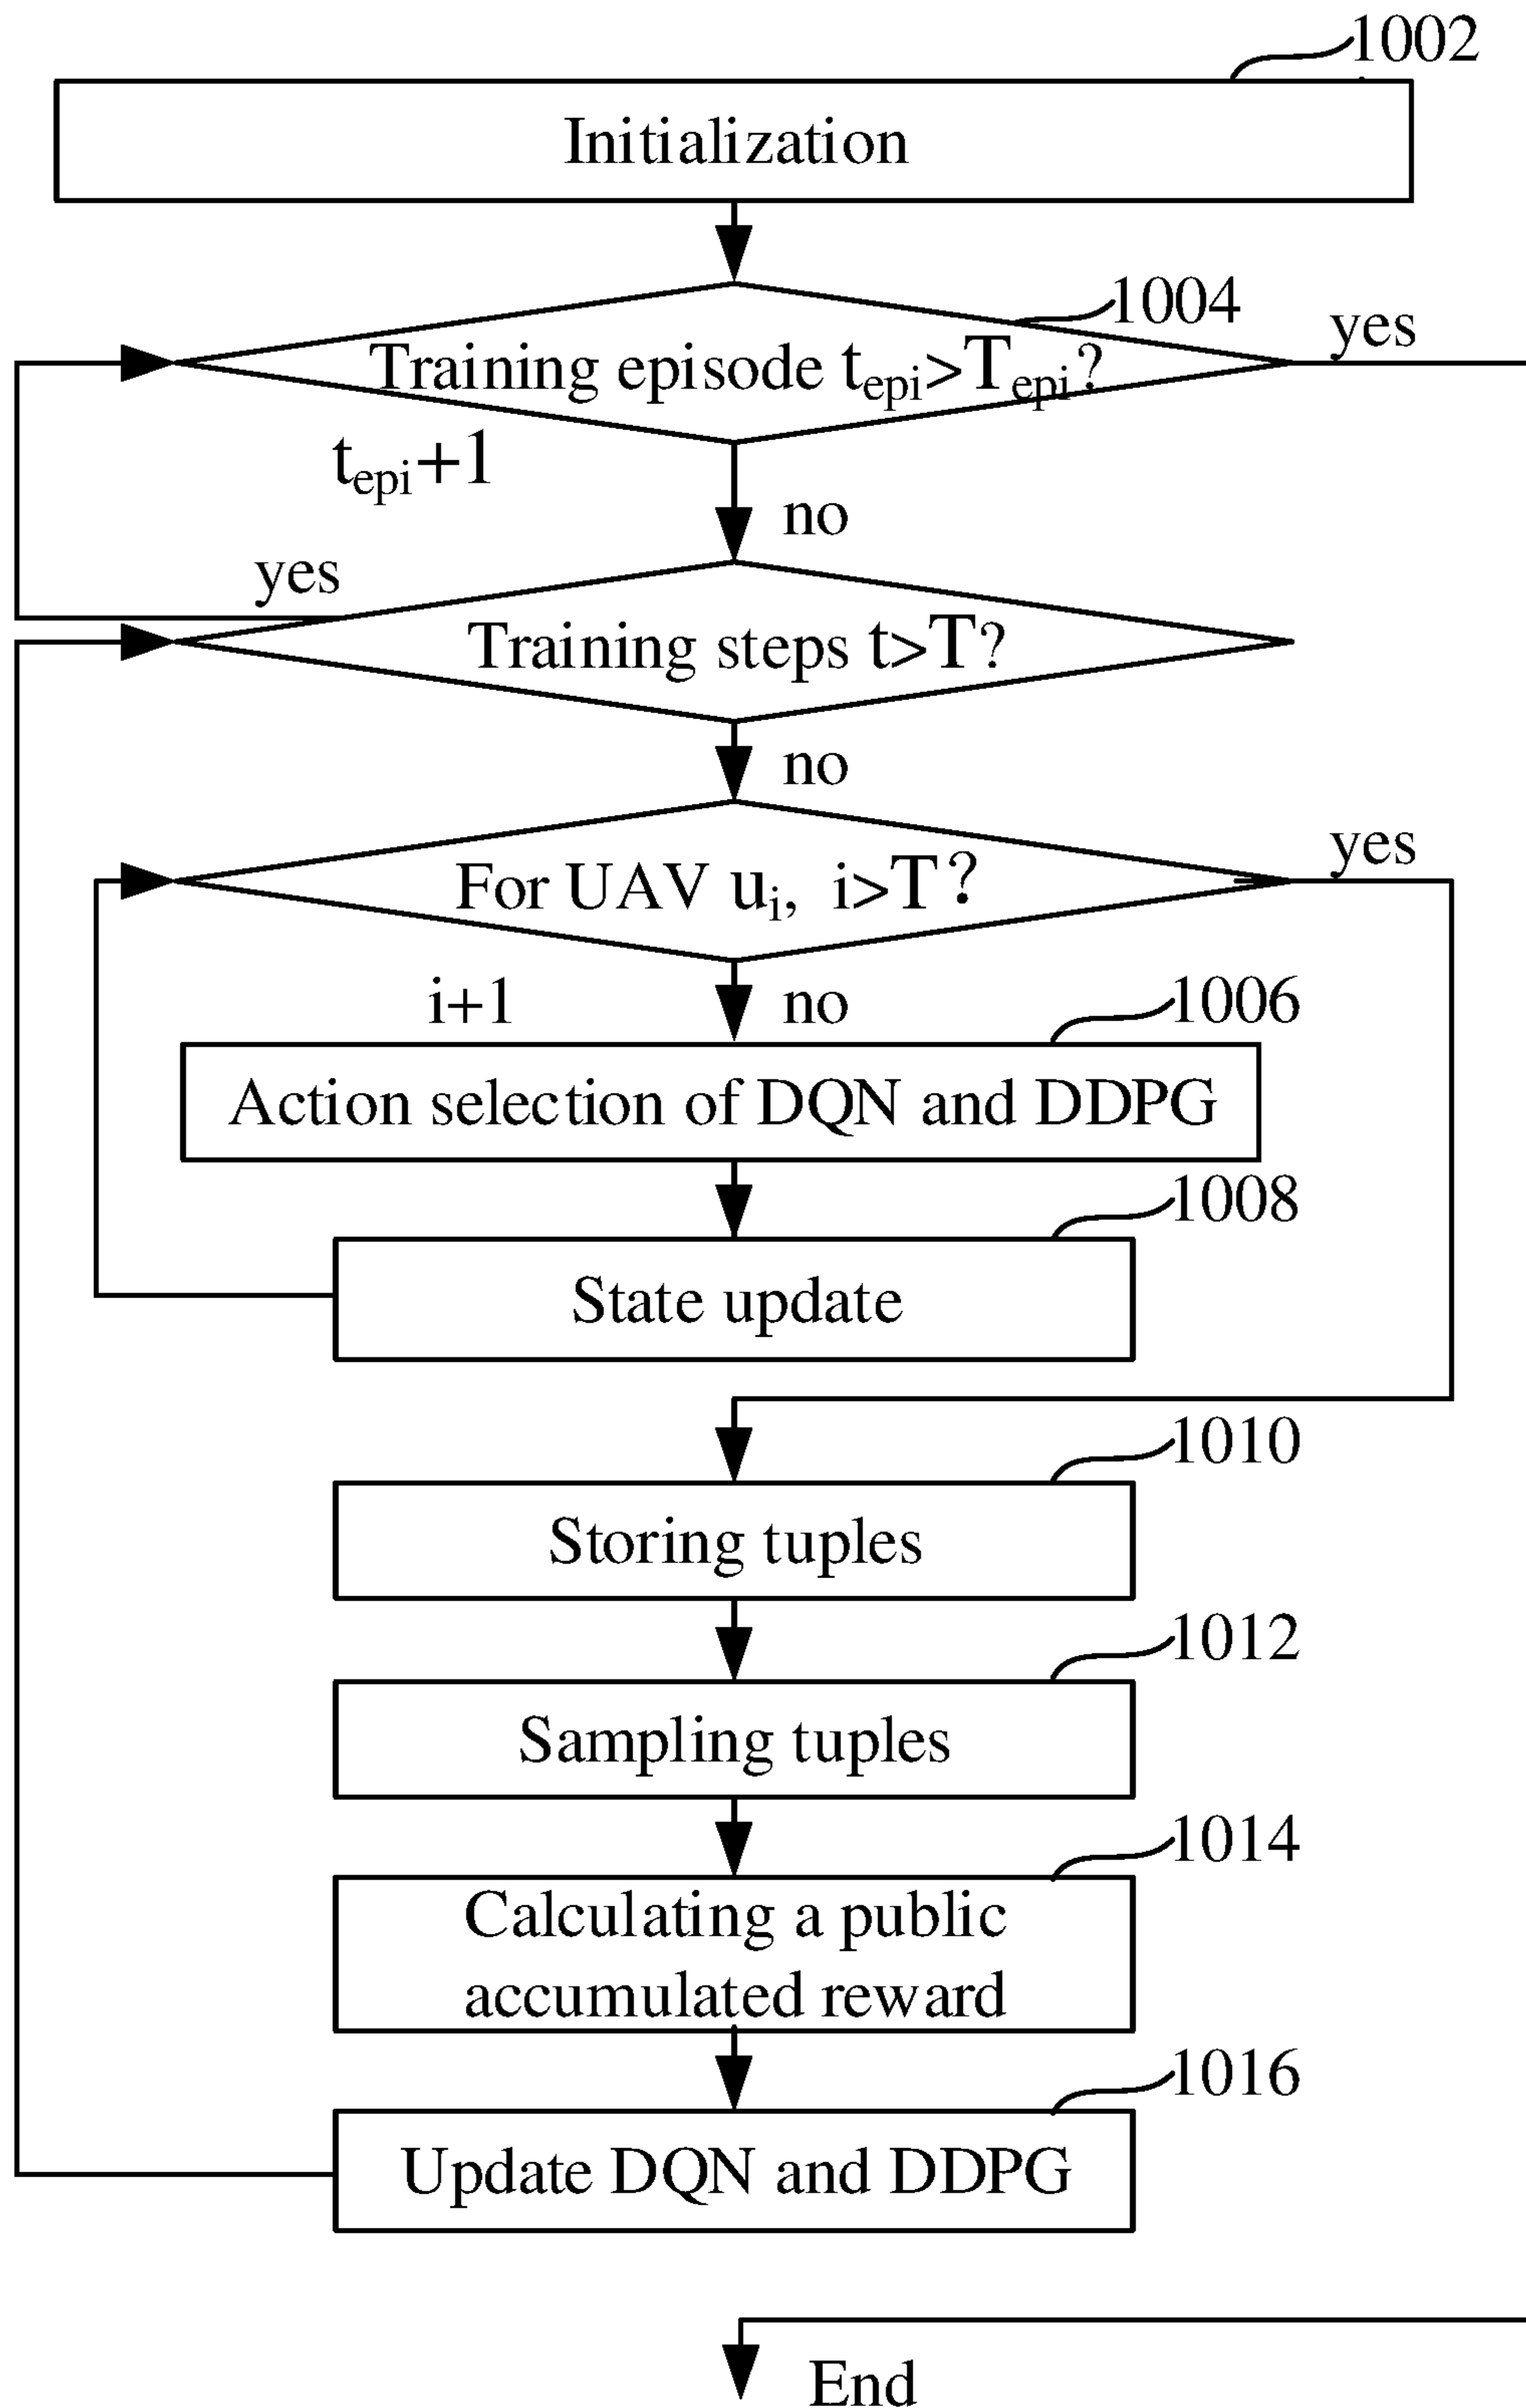 1002
Initialization
1004
yes
Training episode tepi>Tepi?
tepi+1
no
yes
Training steps t>T?
no
yes
For UAV ui, i>T?
i+1
no
1006
Action selection of DQN and DDPG
1008
State update
1010
Storing tuples
1012
Sampling tuples
1014
Calculating a public
accumulated reward
1016
Update DQN and DDPG
End